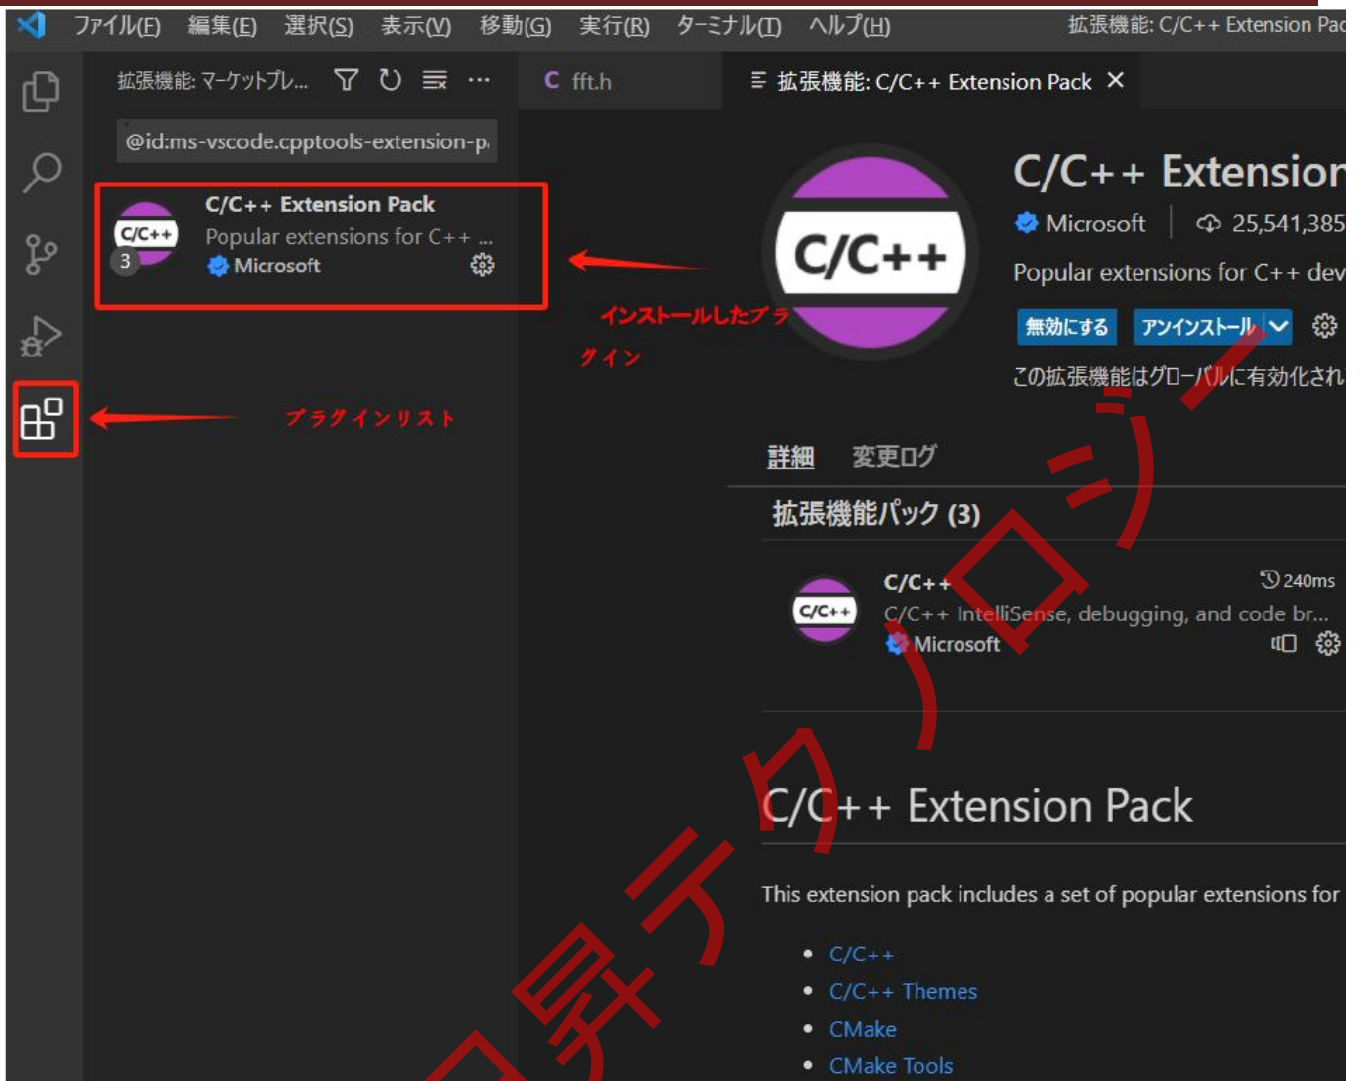 ファイル(F) 編集(E) 選択(S) 表示(V) 移動(G) 実行(R) ターミナル(T) ヘルプ(H) 拡張機能: C/C++ Extension Pac
拡張機能: マーケットプレ... ...
C fft.h
拡張機能: C/C++ Extension Pack ×
@id:ms-vscode.cpptools-extension-p
C/C++
3
C/C++ Extension Pack
Popular extensions for C++ ...
Microsoft
インストールしたプラ
グイン
プラグインリスト
C/C++
C/C++ Extension
Microsoft 25,541,385
Popular extensions for C++ dev
無効にする アンインストール
この拡張機能はグローバルに有効化され
詳細 変更ログ
拡張機能パック (3)
C/C++
C/C++ 240ms
C/C++ IntelliSense, debugging, and code br...
Microsoft
C/C++ Extension Pack
This extension pack includes a set of popular extensions for
• C/C++
• C/C++ Themes
• CMake
• CMake Tools
日昇テクノロジー